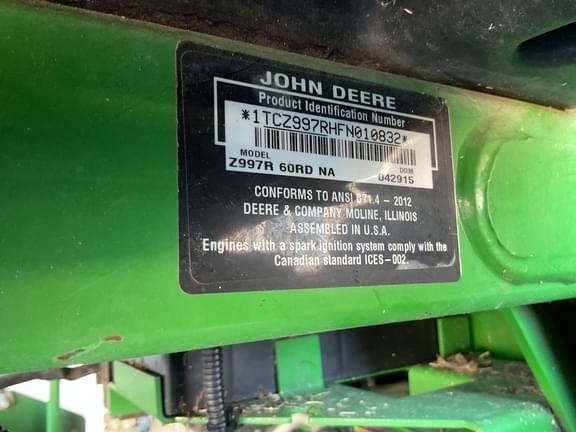 JOHN DEERE
Product Identification Number
*1TCZ997RHFN010832*
MODEL DOM
Z997R 60RD NA 042915
CONFORMS TO ANSI B71.4 - 2012
DEERE & COMPANY MOLINE, ILLINOIS
ASSEMBLED IN U.S.A.
Engines with a spark ignition system comply with the
Canadian standard ICES-002.